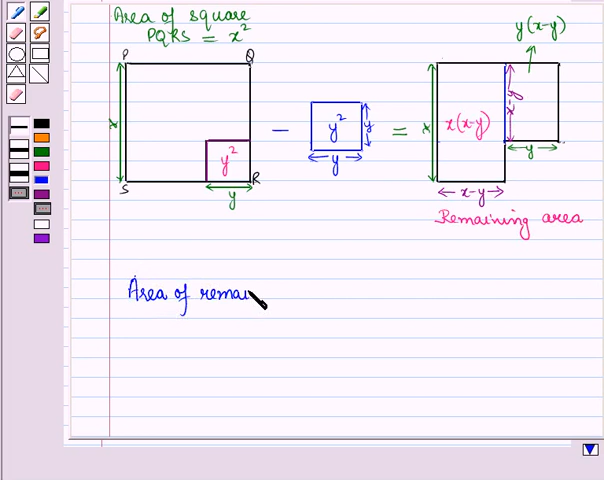 Area of square
PQRS = x²
y(x-y)
P
Q
x
x
x-y
x(x-y)
y²
-
y²
y
=
y
y
y
S
R
x-y
Remaining area
Area of remai